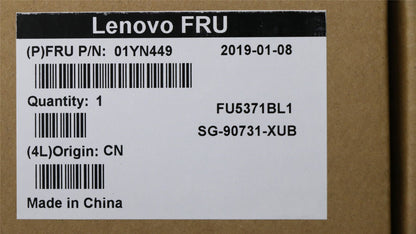 Lenovo FRU
(P)FRU P/N: 01YN449 2019-01-08
Quantity: 1
FU5371BL1
SG-90731-XUB
(4L)Origin: CN
Made in China